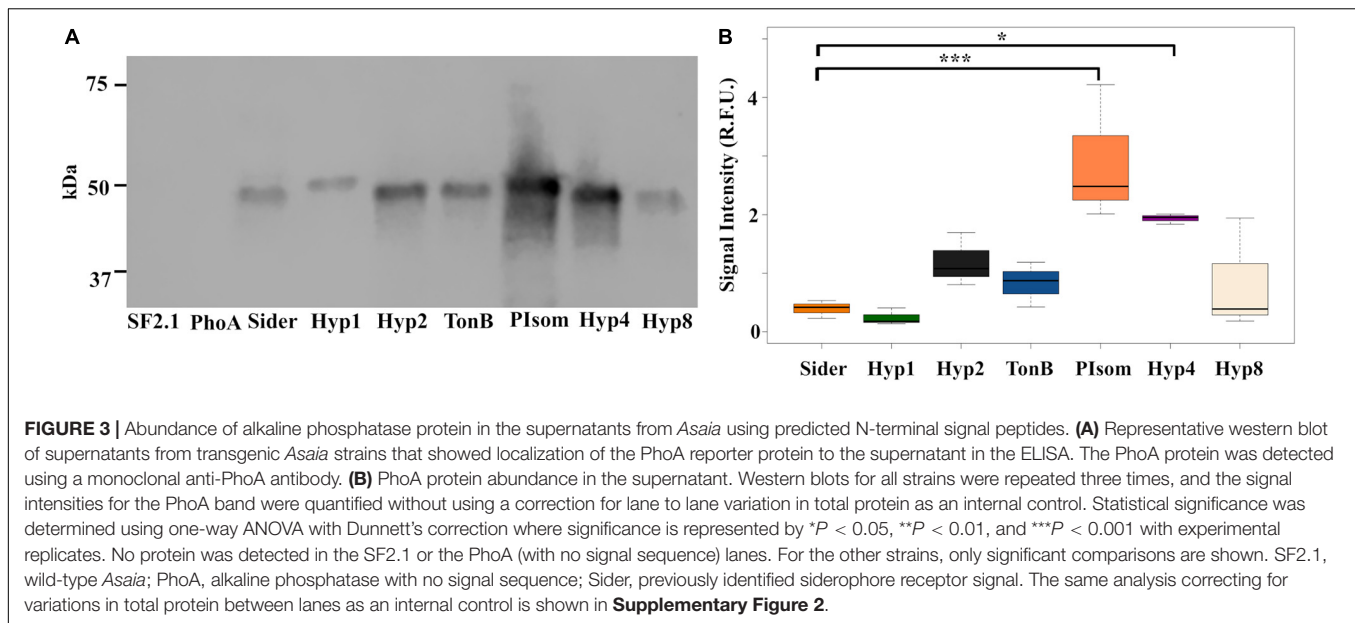 A
75
50
37
kDa
SF2.1 PhoA Sider Hyp1 Hyp2 TonB PIsom Hyp4 Hyp8
B
*
***
Signal Intensity (R.F.U.)
4
2
0
Sider Hyp1 Hyp2 TonB PIsom Hyp4 Hyp8
FIGURE 3 | Abundance of alkaline phosphatase protein in the supernatants from Asaia using predicted N-terminal signal peptides. (A) Representative western blot
of supernatants from transgenic Asaia strains that showed localization of the PhoA reporter protein to the supernatant in the ELISA. The PhoA protein was detected
using a monoclonal anti-PhoA antibody. (B) PhoA protein abundance in the supernatant. Western blots for all strains were repeated three times, and the signal
intensities for the PhoA band were quantified without using a correction for lane to lane variation in total protein as an internal control. Statistical significance was
determined using one-way ANOVA with Dunnett's correction where significance is represented by *P < 0.05, **P < 0.01, and ***P < 0.001 with experimental
replicates. No protein was detected in the SF2.1 or the PhoA (with no signal sequence) lanes. For the other strains, only significant comparisons are shown. SF2.1,
wild-type Asaia; PhoA, alkaline phosphatase with no signal sequence; Sider, previously identified siderophore receptor signal. The same analysis correcting for
variations in total protein between lanes as an internal control is shown in Supplementary Figure 2.